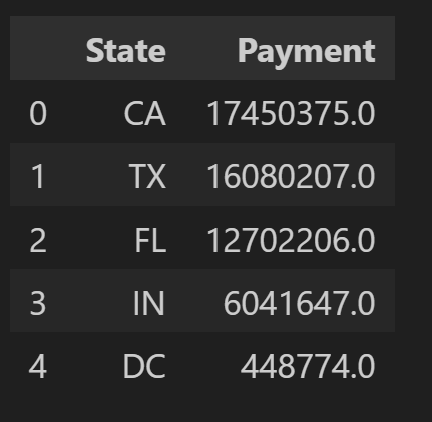 State Payment
0 CA 17450375.0
1 TX 16080207.0
2 FL 12702206.0
3 IN 6041647.0
4 DC 448774.0